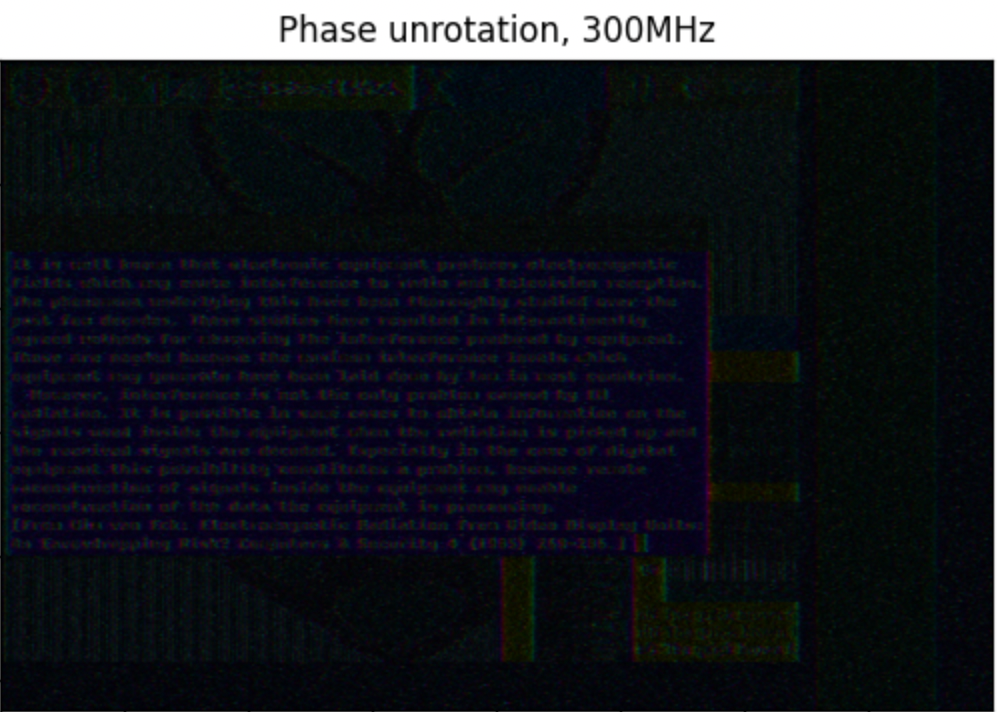 Phase unrotation, 300MHz
It is well known that electronic equipment produces electromagnetic
fields which may cause interference to radio and television reception.
The phenomena underlying this have been thoroughly studied over the
past few decades. These studies have resulted in internationally
agreed methods for measuring the interference produced by equipment.
These are needed because the maximum interference levels which
equipment may generate have been laid down by law in most countries.
However, interference is not the only problem caused by EM
radiation. It is possible in some cases to obtain information on the
signals used inside the equipment when the radiation is picked up and
the received signals are decoded. Especially in the case of digital
equipment this possibility constitutes a problem, because remote
reconstruction of signals inside the equipment may enable
reconstruction of the data the equipment is processing.
[From: Wim van Eck: Electromagnetic Radiation from Video Display Units:
An Eavesdropping Risk? Computers & Security 4 (1985) 269-286.]